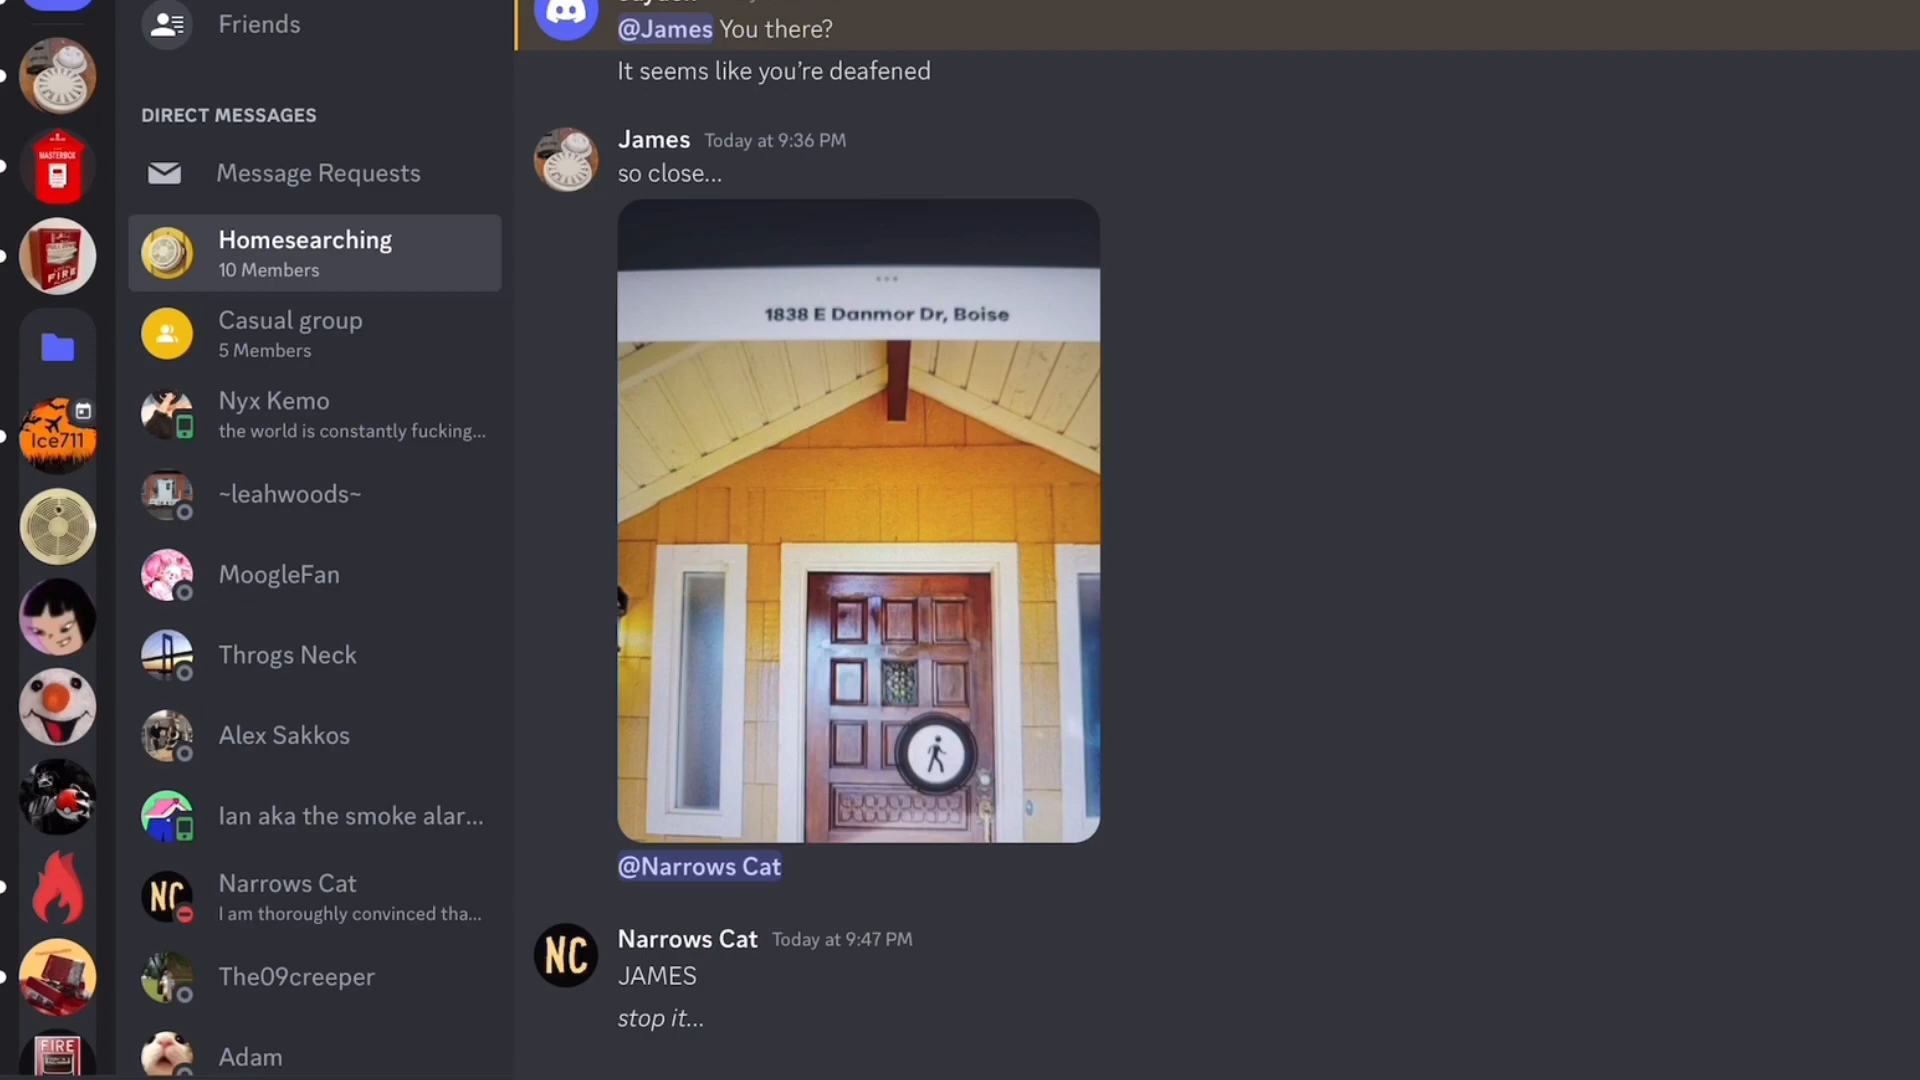 Friends
DIRECT MESSAGES
Message Requests
Homesearching
10 Members
Casual group
5 Members
Nyx Kemo
the world is constantly fucking...
~leahwoods~
MoogleFan
Throgs Neck
Alex Sakkos
Ian aka the smoke alar...
Narrows Cat
I am thoroughly convinced tha...
The09creeper
Adam
MASTERBOX
FIRE
Ice711
FIRE
@James You there?
It seems like you’re deafened
James Today at 9:36 PM
so close...
1838 E Danmor Dr, Boise
@Narrows Cat
NC
Narrows Cat Today at 9:47 PM
JAMES
stop it...
NC